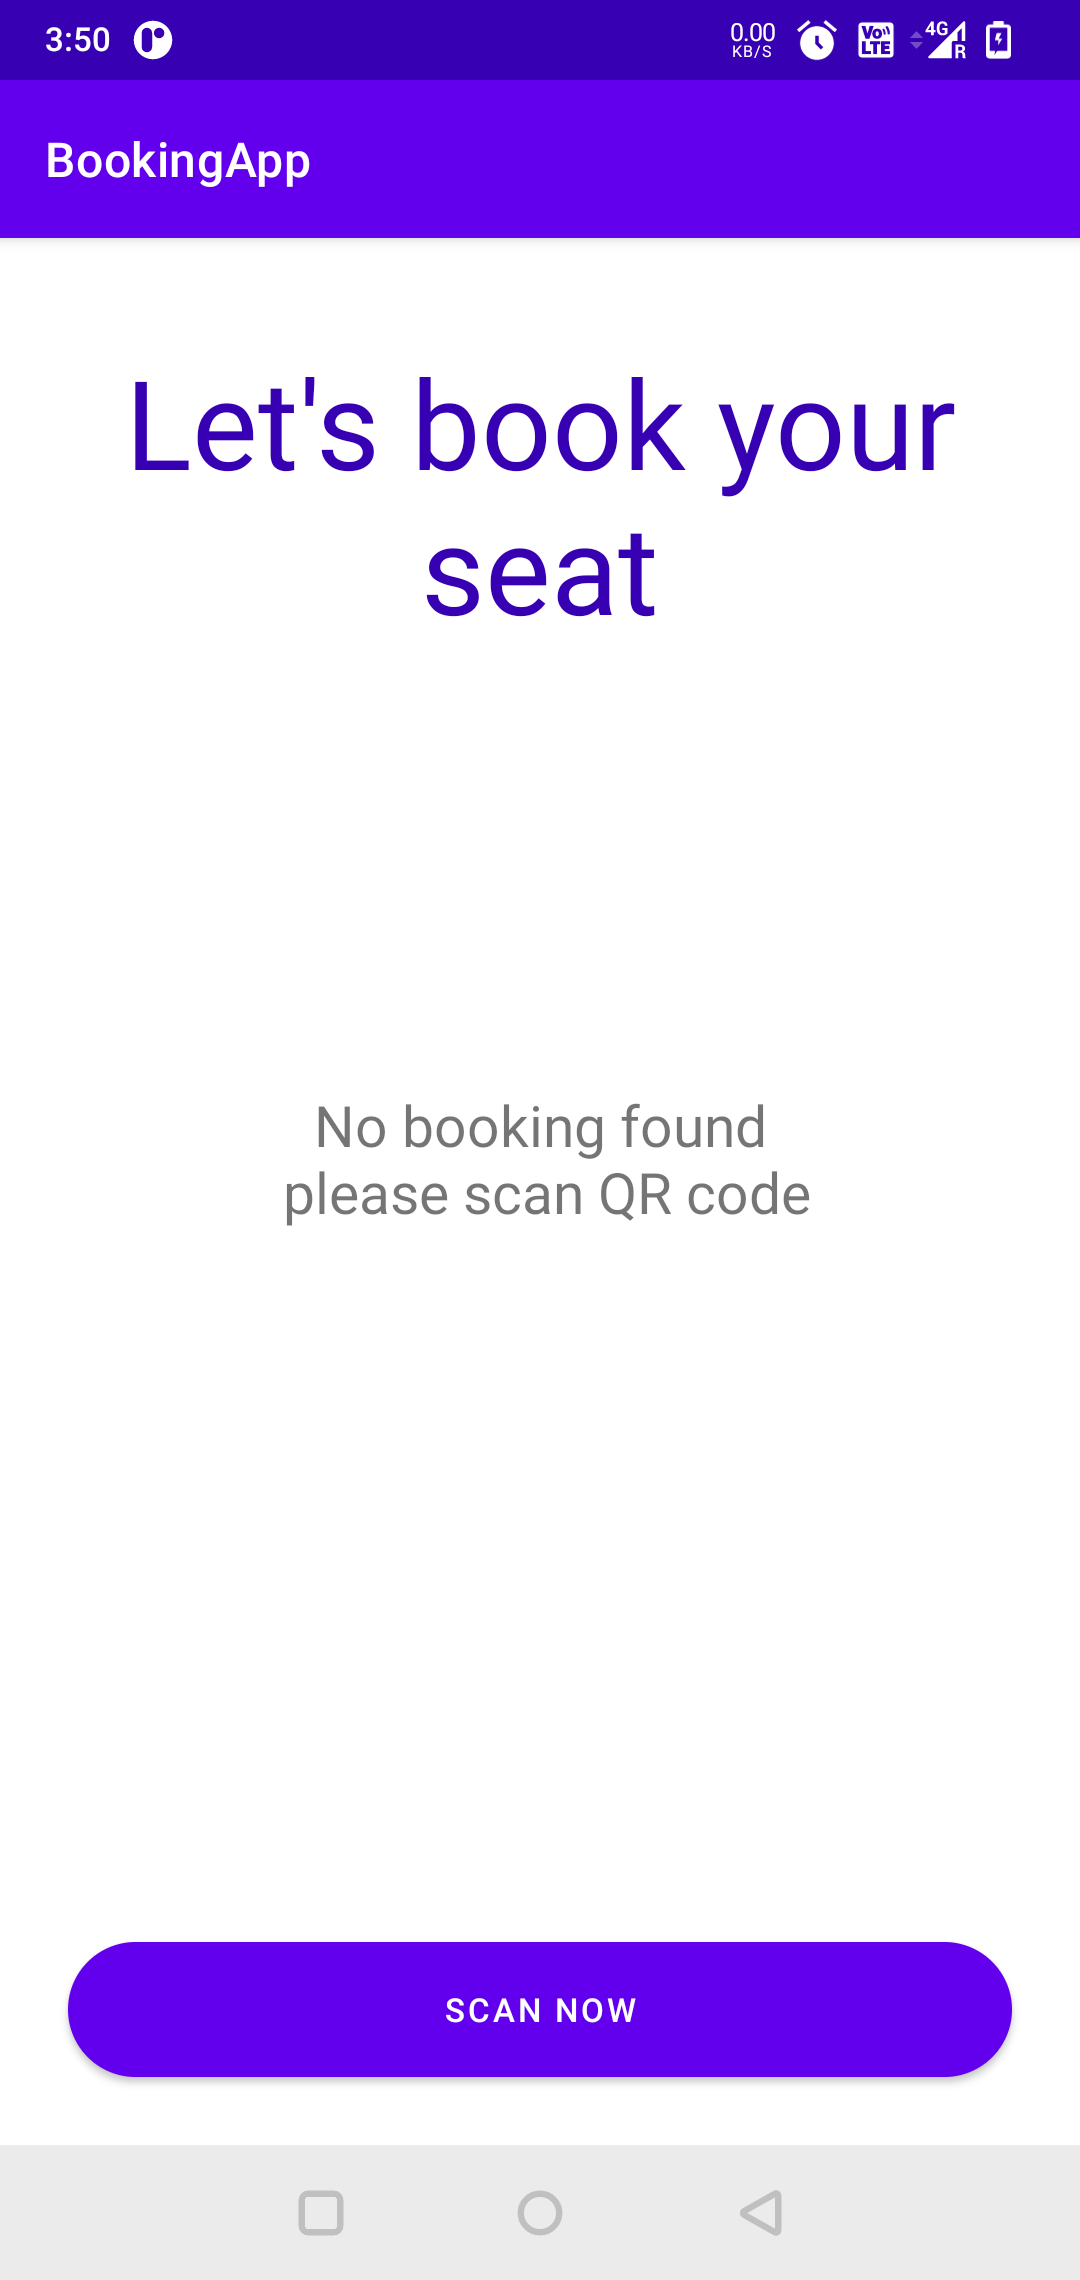 3:50
0.00
KB/S
Vo
LTE
4G
R
BookingApp
Let's book your
seat
No booking found
please scan QR code
SCAN NOW